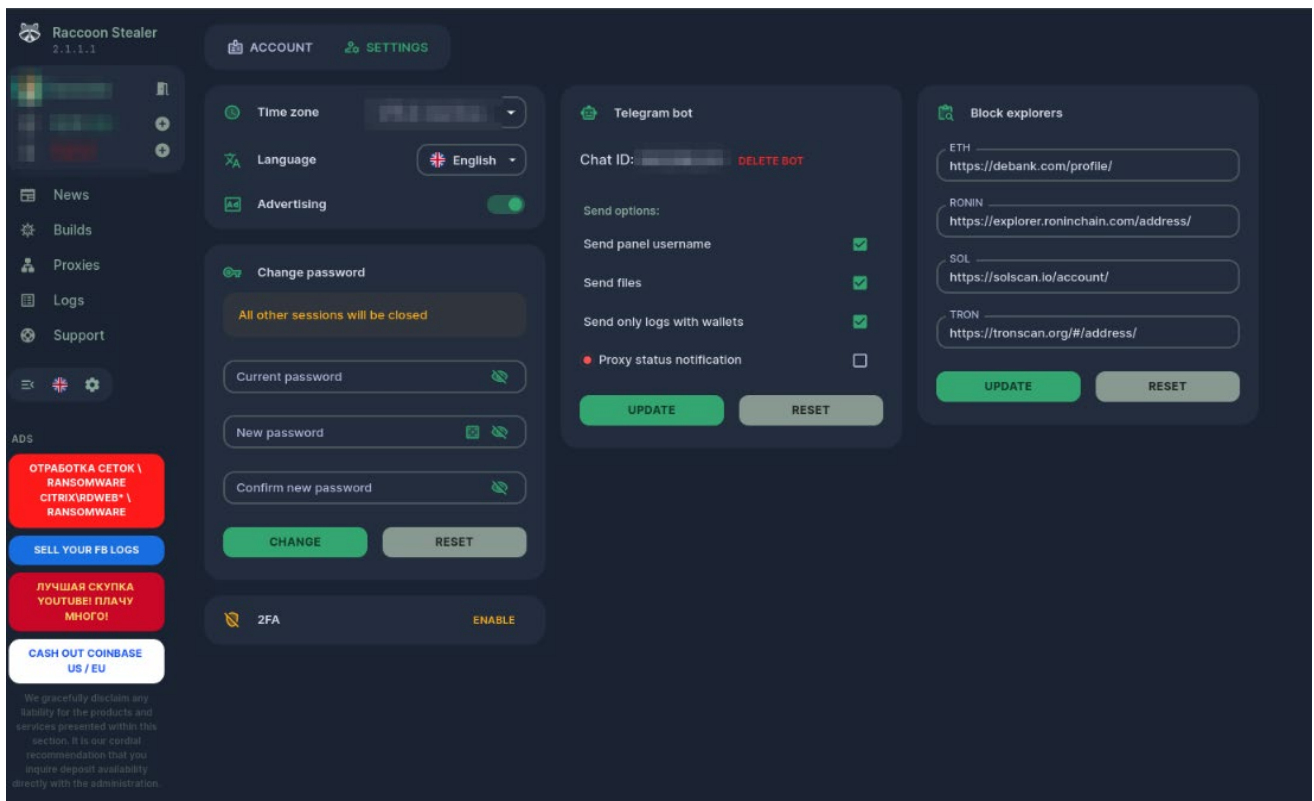 Raccoon Stealer
2.1.1.1
News
Builds
Proxies
Logs
Support
ADS
ОТРАБОТКА СЕТОК \
RANSOMWARE
CITRIX\RDWEB* \
RANSOMWARE
SELL YOUR FB LOGS
ЛУЧШАЯ СКУПКА
YOUTUBE! ПЛАЧУ
МНОГО!
CASH OUT COINBASE
US / EU
We gracefully disclaim any
liability for the products and
services presented within this
section. It is our cordial
recommendation that you
inquire deposit availability
directly with the administration.
ACCOUNT
SETTINGS
Time zone
Language
English
Ad
Advertising
Change password
All other sessions will be closed
Current password
New password
Confirm new password
CHANGE
RESET
2FA
ENABLE
Telegram bot
Chat ID:
DELETE BOT
Send options:
Send panel username
Send files
Send only logs with wallets
Proxy status notification
UPDATE
RESET
Block explorers
ETH
https://debank.com/profile/
RONIN
https://explorer.roninchain.com/address/
SOL
https://solscan.io/account/
TRON
https://tronscan.org/#/address/
UPDATE
RESET